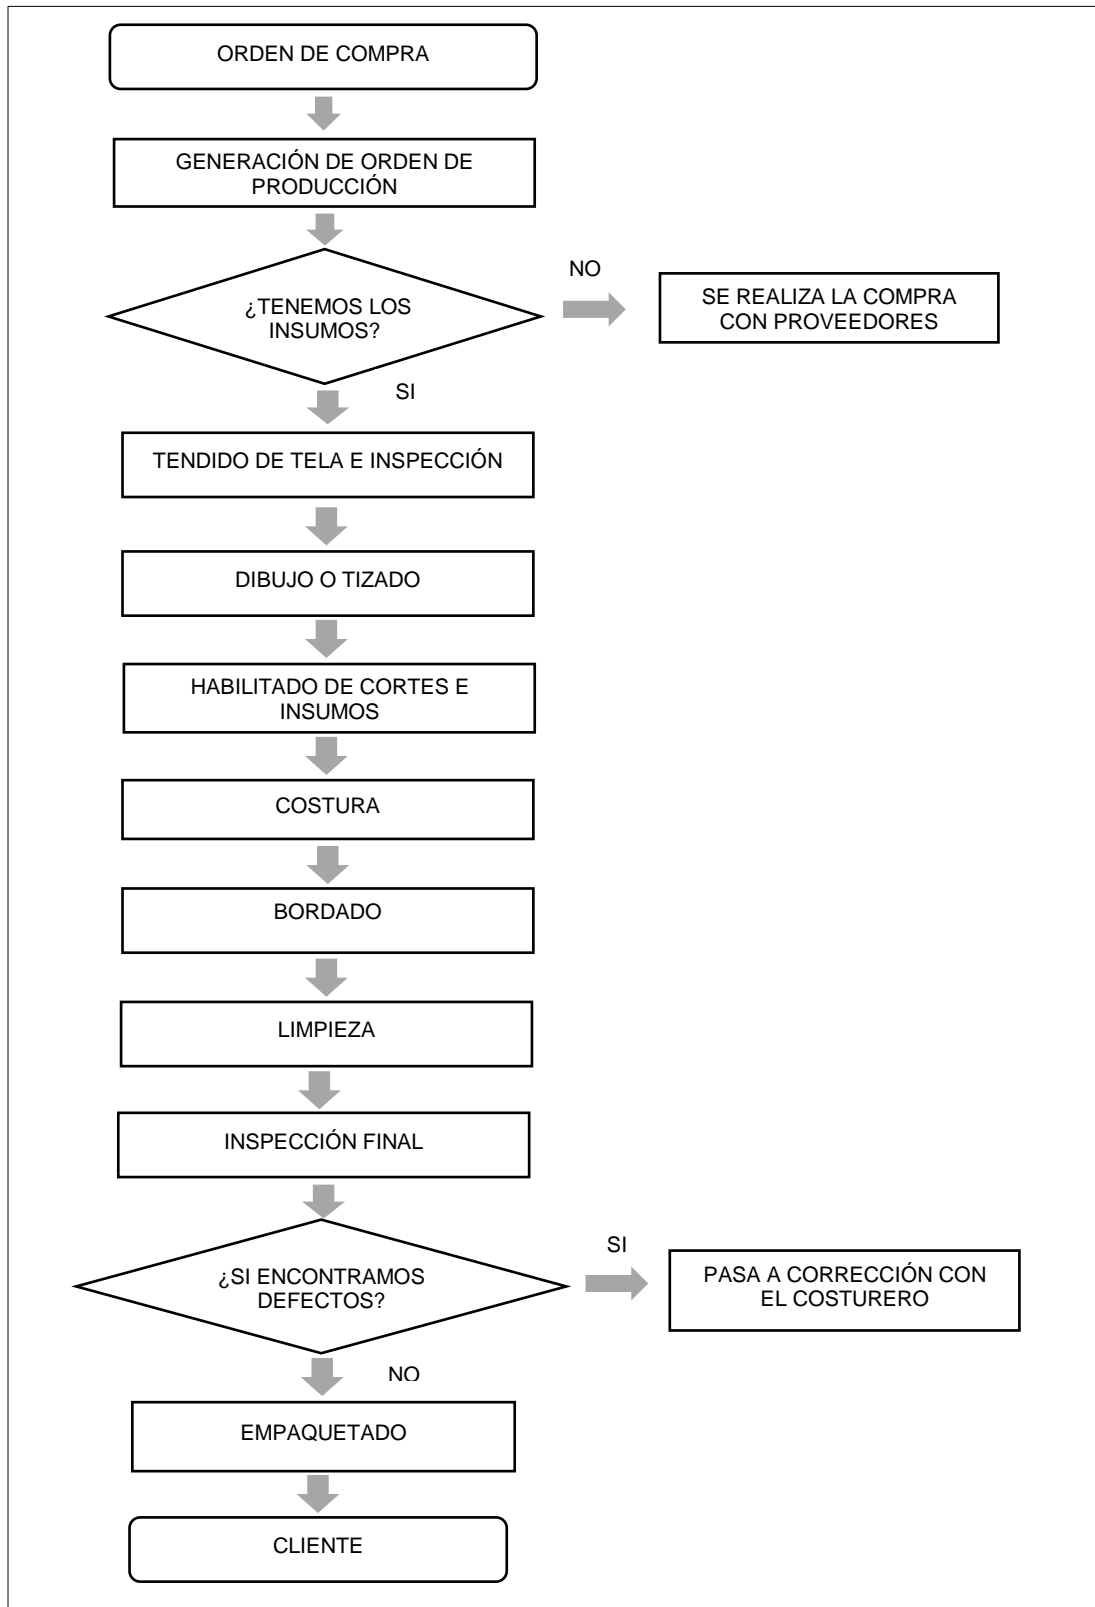 ORDEN DE COMPRA
GENERACIÓN DE ORDEN DE
PRODUCCIÓN
¿TENEMOS LOS
INSUMOS?
NO
SE REALIZA LA COMPRA
CON PROVEEDORES
SI
TENDIDO DE TELA E INSPECCIÓN
DIBUJO O TIZADO
HABILITADO DE CORTES E
INSUMOS
COSTURA
BORDADO
LIMPIEZA
INSPECCIÓN FINAL
¿SI ENCONTRAMOS
DEFECTOS?
SI
PASA A CORRECCIÓN CON
EL COSTURERO
NO
EMPAQUETADO
CLIENTE